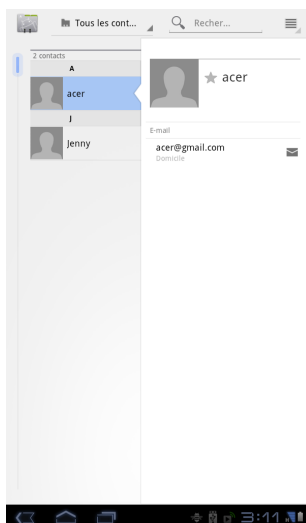 Tous les cont...
Recher...
2 contacts
A
acer
J
Jenny
acer
E-mail
acer@gmail.com
Domicile
3:11